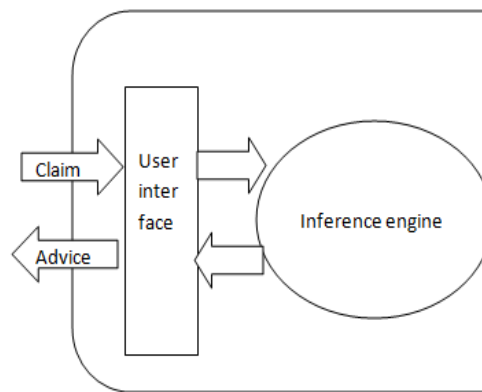 Claim
User
inter
face
Inference engine
Advice